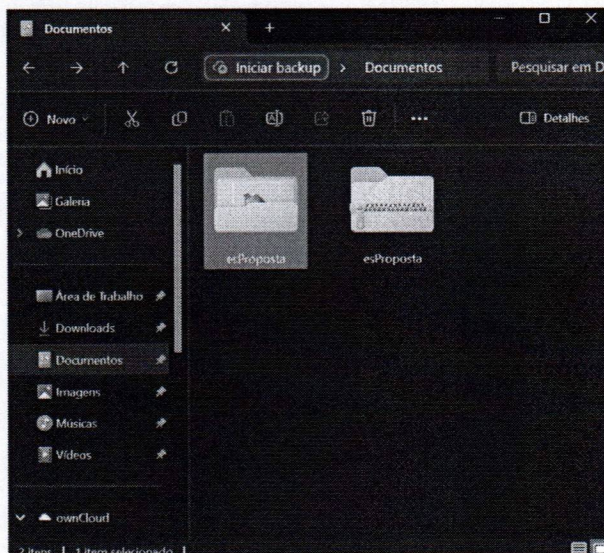 Documentos
Iniciar backup > Documentos Pesquisar em D
Novo Detalhes
Início
Galeria
OneDrive
Área de Trabalho
Downloads
Documentos
Imagens
Músicas
Vídeos
ownCloud
esProposta esProposta
2 itens 1 item selecionado